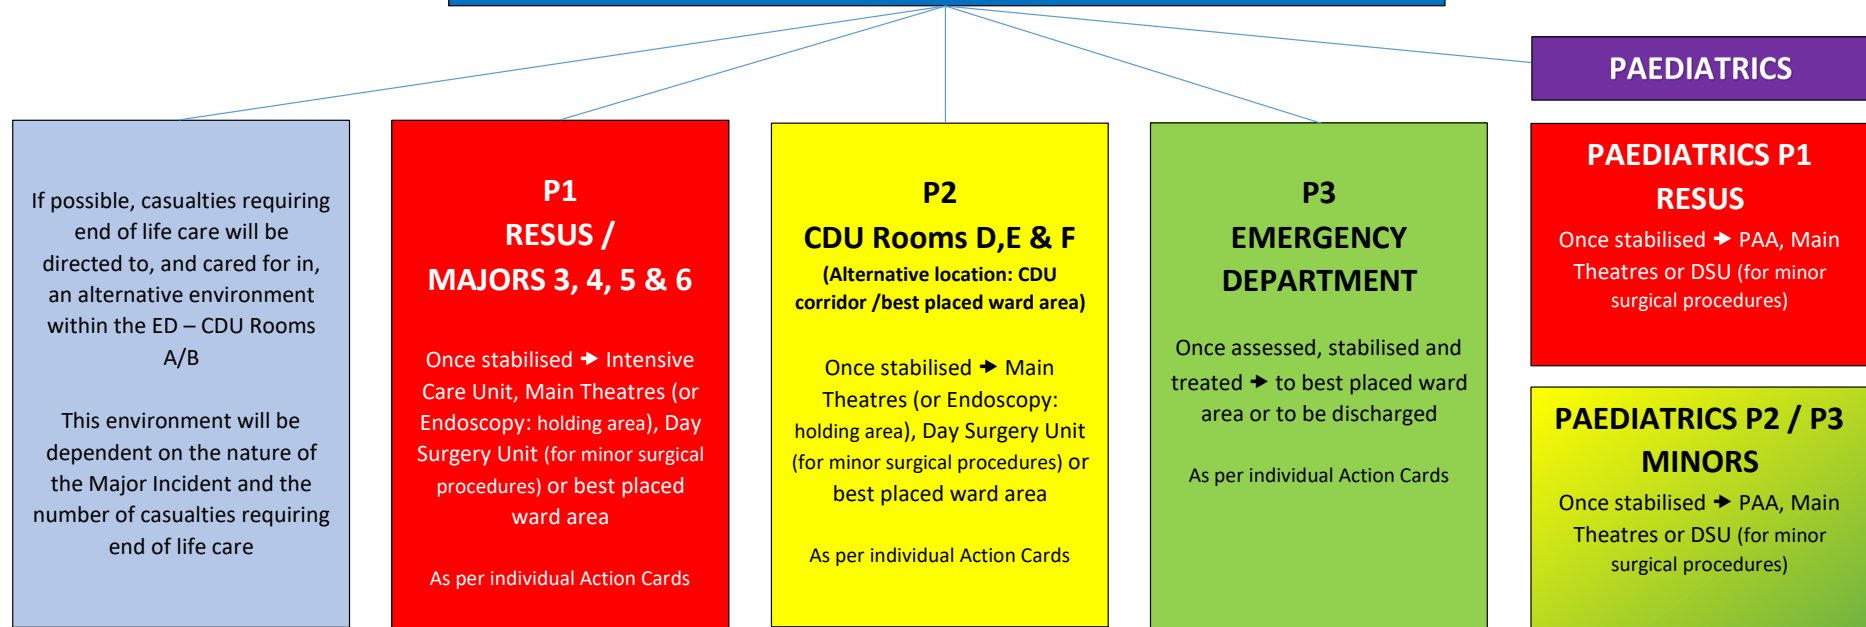 PAEDIATRICS
If possible, casualties requiring
end of life care will be
directed to, and cared for in,
an alternative environment
within the ED – CDU Rooms
A/B
This environment will be
dependent on the nature of
the Major Incident and the
number of casualties requiring
end of life care
P1
RESUS /
MAJORS 3, 4, 5 & 6
Once stabilised → Intensive
Care Unit, Main Theatres (or
Endoscopy: holding area), Day
Surgery Unit (for minor surgical
procedures) or best placed
ward area
As per individual Action Cards
P2
CDU Rooms D,E & F
(Alternative location: CDU
corridor /best placed ward area)
Once stabilised → Main
Theatres (or Endoscopy:
holding area), Day Surgery Unit
(for minor surgical procedures) or
best placed ward area
As per individual Action Cards
P3
EMERGENCY
DEPARTMENT
Once assessed, stabilised and
treated → to best placed ward
area or to be discharged
As per individual Action Cards
PAEDIATRICS P1
RESUS
Once stabilised → PAA, Main
Theatres or DSU (for minor
surgical procedures)
PAEDIATRICS P2 / P3
MINORS
Once stabilised → PAA, Main
Theatres or DSU (for minor
surgical procedures)